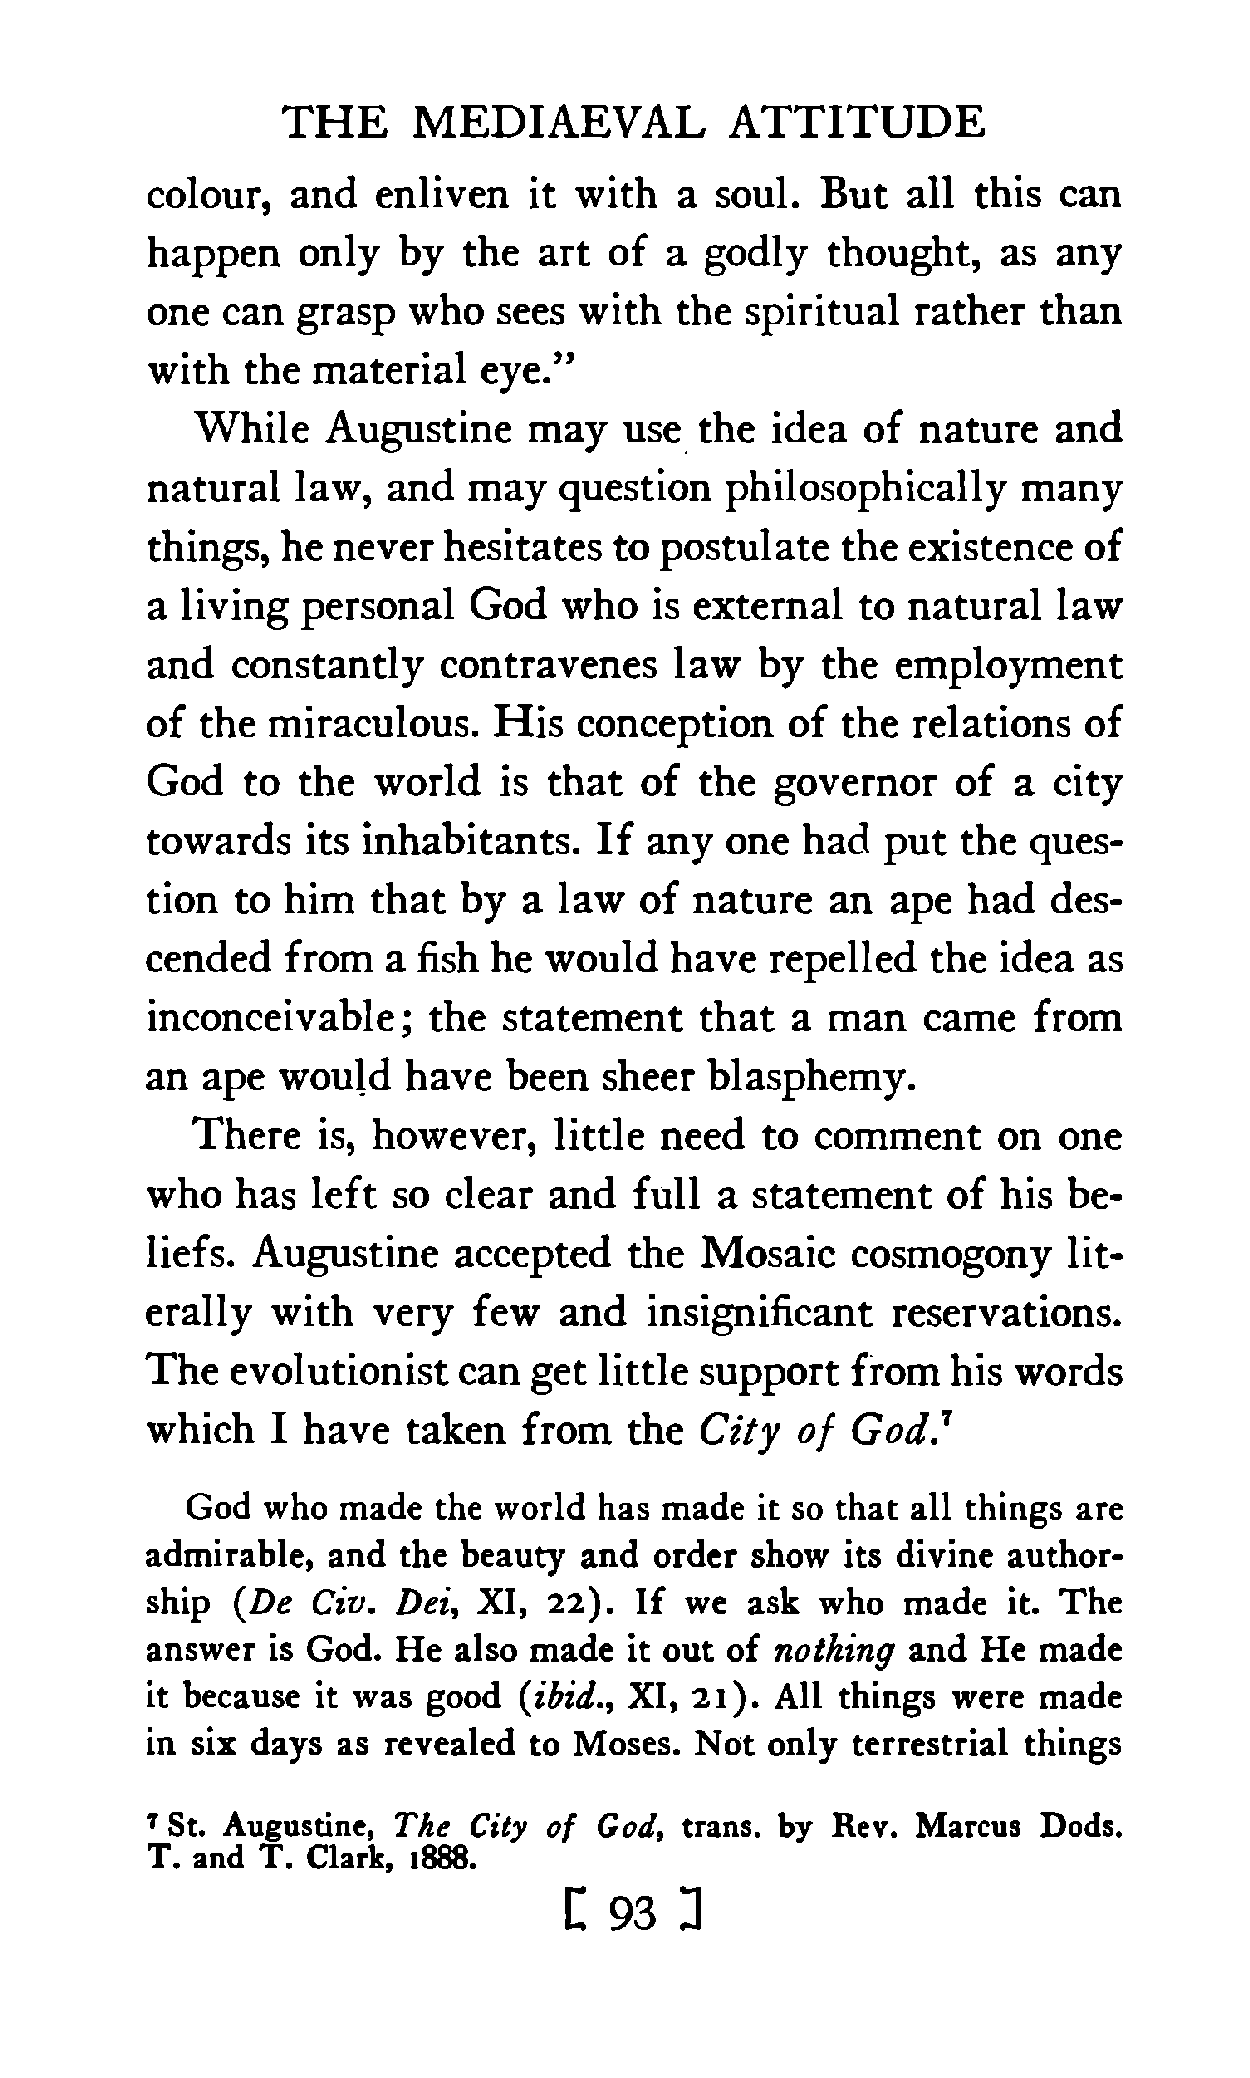 THE MEDIAEVAL ATTITUDE
colour, and enliven it with a soul. But all this can
happen only by the art of a godly thought, as any
one can grasp who sees with the spiritual rather than
with the material eye."
While Augustine may use the idea of nature and
natural law, and may question philosophically many
things, he never hesitates to postulate the existence of
a living personal God who is external to natural law
and constantly contravenes law by the employment
of the miraculous. His conception of the relations of
God to the world is that of the governor of a city
towards its inhabitants. If any one had put the ques-
tion to him that by a law of nature an ape had des-
cended from a fish he would have repelled the idea as
inconceivable; the statement that a man came from
an ape would have been sheer blasphemy.
There is, however, little need to comment on one
who has left so clear and full a statement of his be-
liefs. Augustine accepted the Mosaic cosmogony lit-
erally with very few and insignificant reservations.
The evolutionist can get little support from his words
which I have taken from the City of God.⁷
God who made the world has made it so that all things are
admirable, and the beauty and order show its divine author-
ship (De Civ. Dei, XI, 22). If we ask who made it. The
answer is God. He also made it out of nothing and He made
it because it was good (ibid., XI, 21). All things were made
in six days as revealed to Moses. Not only terrestrial things
⁷ St. Augustine, The City of God, trans. by Rev. Marcus Dods.
T. and T. Clark, 1888.
[ 93 ]